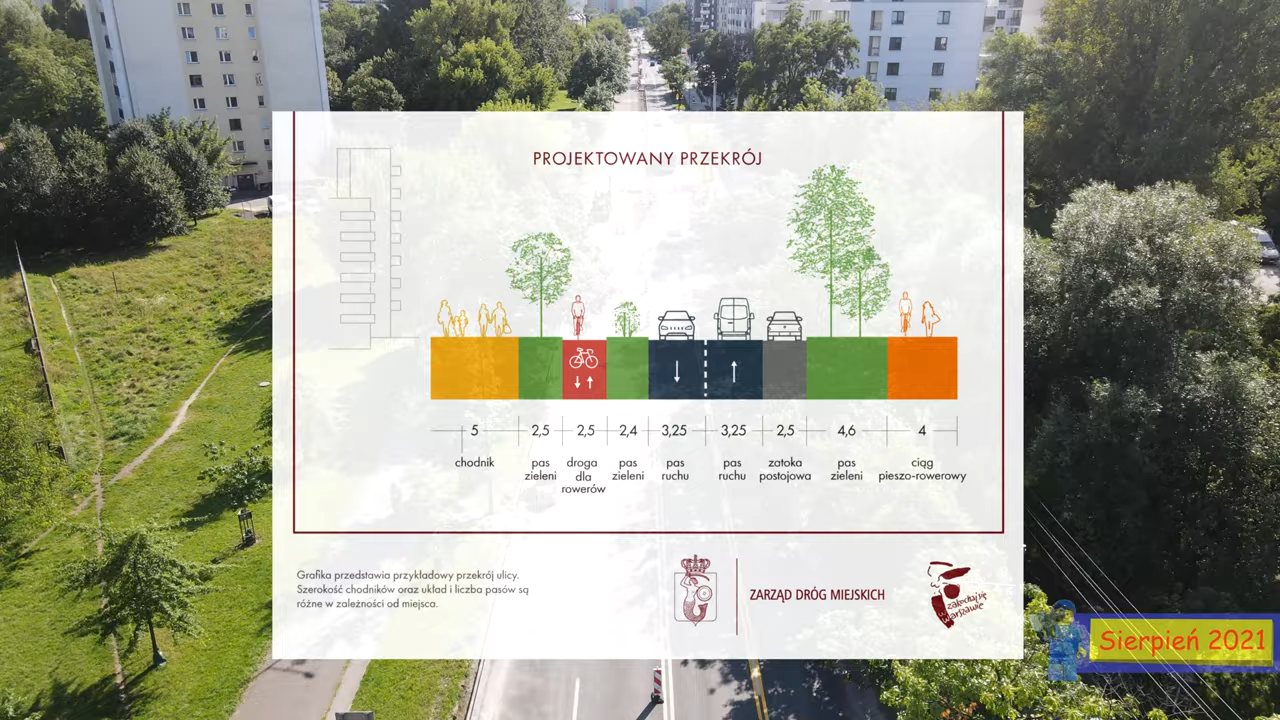 PROJEKTOWANY PRZEKRÓJ
5
2,5
2,5
2,4
3,25
3,25
2,5
4,6
4
chodnik
pas
zieleni
droga
dla
rowerów
pas
zieleni
pas
ruchu
pas
ruchu
zatoka
postojowa
pas
zieleni
ciąg
pieszo-rowerowy
Grafika przedstawia przykładowy przekrój ulicy.
Szerokość chodników oraz układ i liczba pasów są
różne w zależności od miejsca.
ZARZĄD DRÓG MIEJSKICH
zakochaj się
w Warszawie
Sierpień 2021